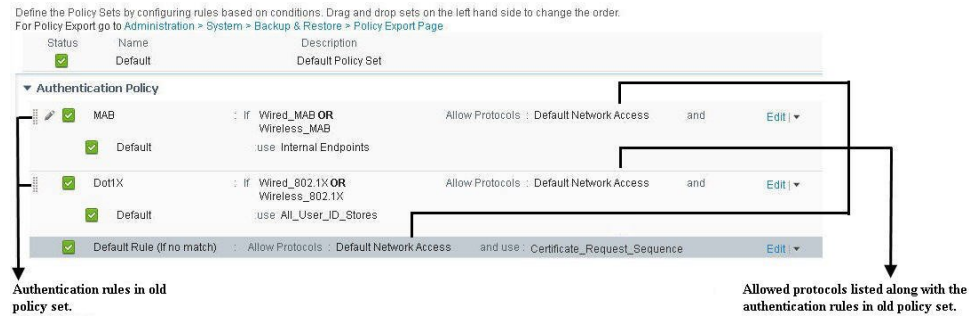 Define the Policy Sets by configuring rules based on conditions. Drag and drop sets on the left hand side to change the order.
For Policy Export go to Administration > System > Backup & Restore > Policy Export Page
Status Name Description
Default Default Policy Set
Authentication Policy
MAB : If Wired_MAB OR Allow Protocols : Default Network Access and Edit | ▾
Wireless_MAB
Default :use Internal Endpoints
Dot1X : If Wired_802.1X OR Allow Protocols : Default Network Access and Edit | ▾
Wireless_802.1X
Default :use All_User_ID_Stores
Default Rule (If no match) : Allow Protocols : Default Network Access and use : Certificate_Request_Sequence Edit | ▾
Authentication rules in old
policy set.
Allowed protocols listed along with the
authentication rules in old policy set.